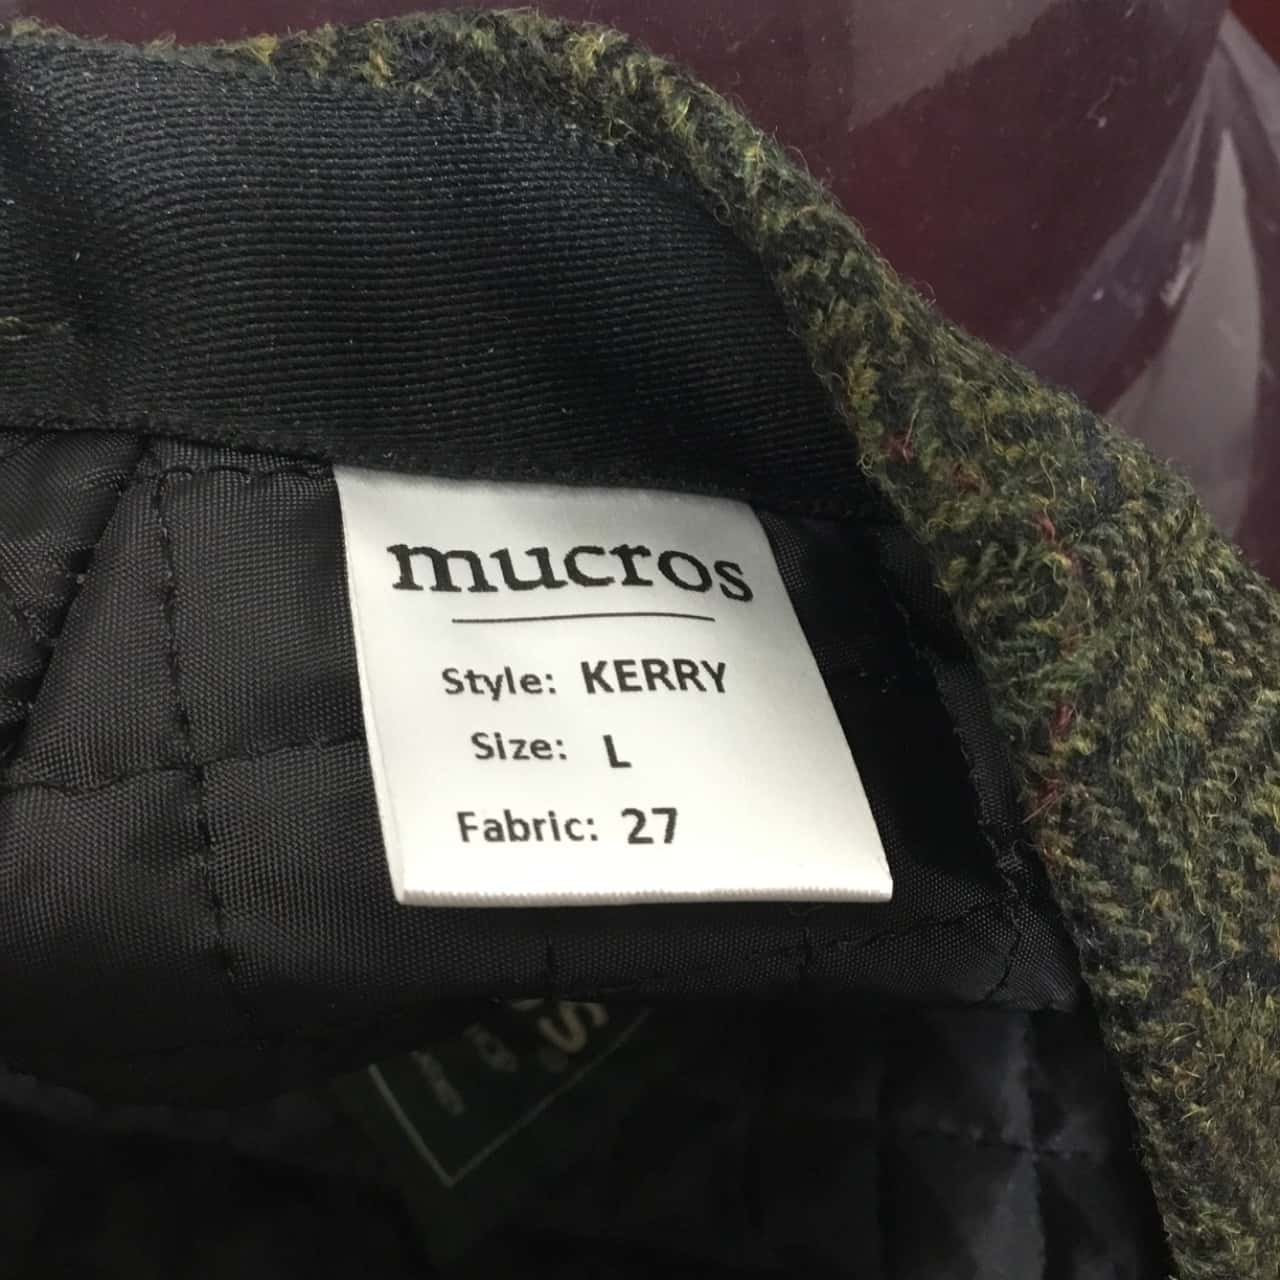 mucros
Style: KERRY
Size: L
Fabric: 27